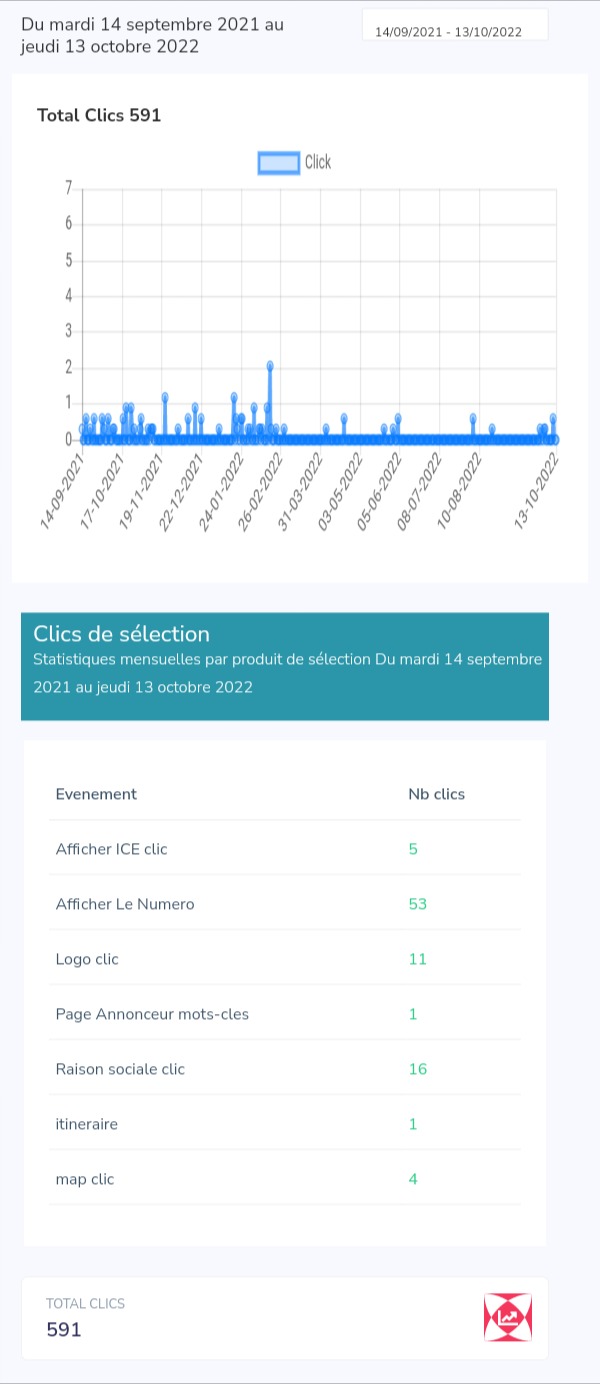 Du mardi 14 septembre 2021 au
jeudi 13 octobre 2022
14/09/2021 - 13/10/2022
Total Clics 591
Click
7
6
5
4
3
2
1
0
14-09-2021
17-10-2021
19-11-2021
22-12-2021
24-01-2022
26-02-2022
31-03-2022
03-05-2022
05-06-2022
08-07-2022
10-08-2022
13-10-2022
Clics de sélection
Statistiques mensuelles par produit de sélection Du mardi 14 septembre
2021 au jeudi 13 octobre 2022
Evenement Nb clics
Afficher ICE clic 5
Afficher Le Numero 53
Logo clic 11
Page Annonceur mots-cles 1
Raison sociale clic 16
itineraire 1
map clic 4
TOTAL CLICS
591